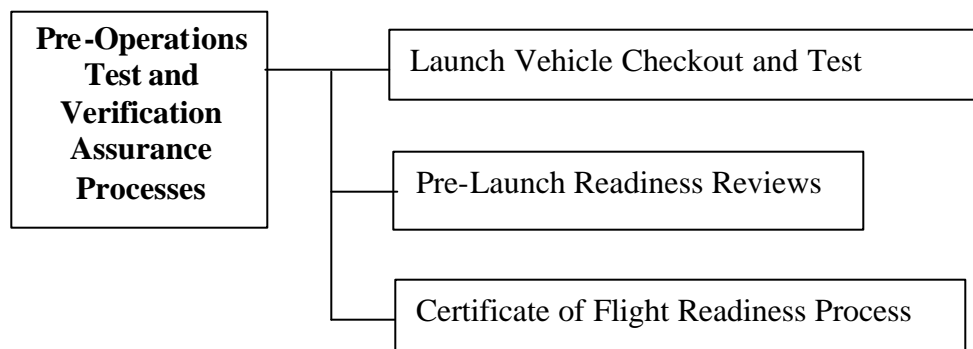 Pre-Operations
Test and
Verification
Assurance
Processes
Launch Vehicle Checkout and Test
Pre-Launch Readiness Reviews
Certificate of Flight Readiness Process